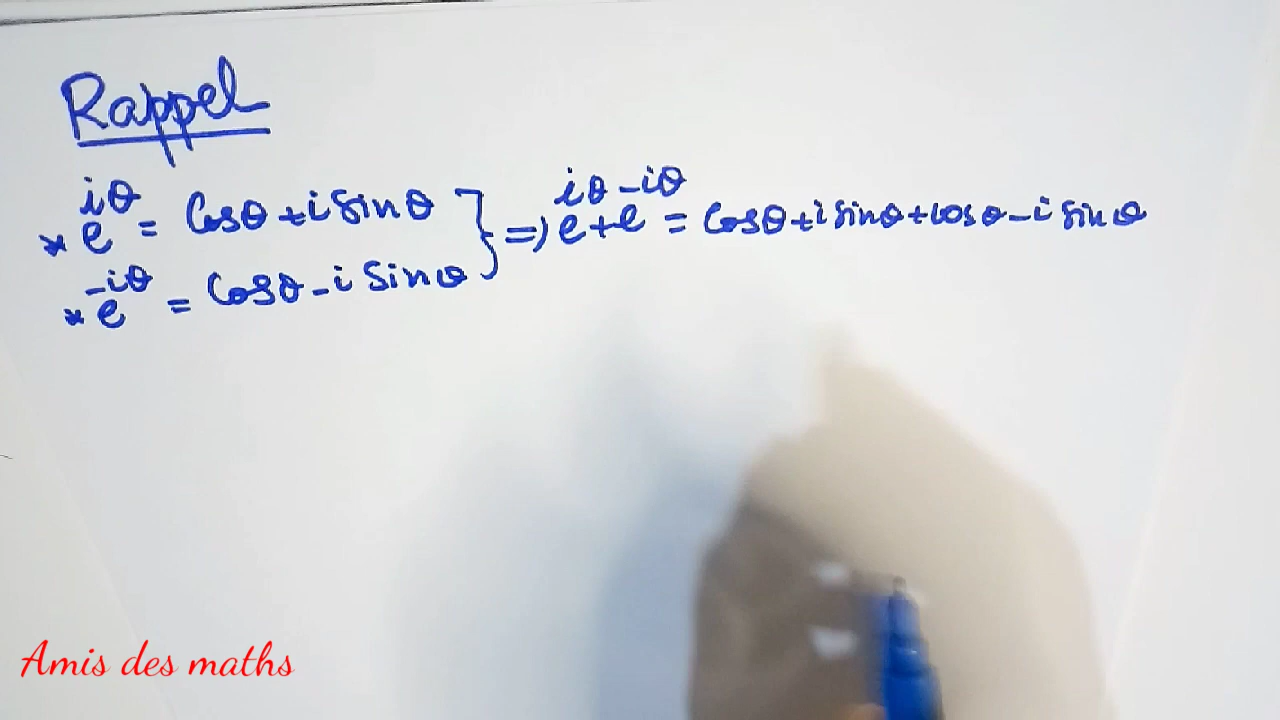 Rappel
* e^{iθ} = Cosθ + i Sinθ } => e^{iθ} + e^{-iθ} = Cosθ + i Sinθ + Cosθ - i Sinθ
* e^{-iθ} = Cosθ - i Sinθ
Amis des maths